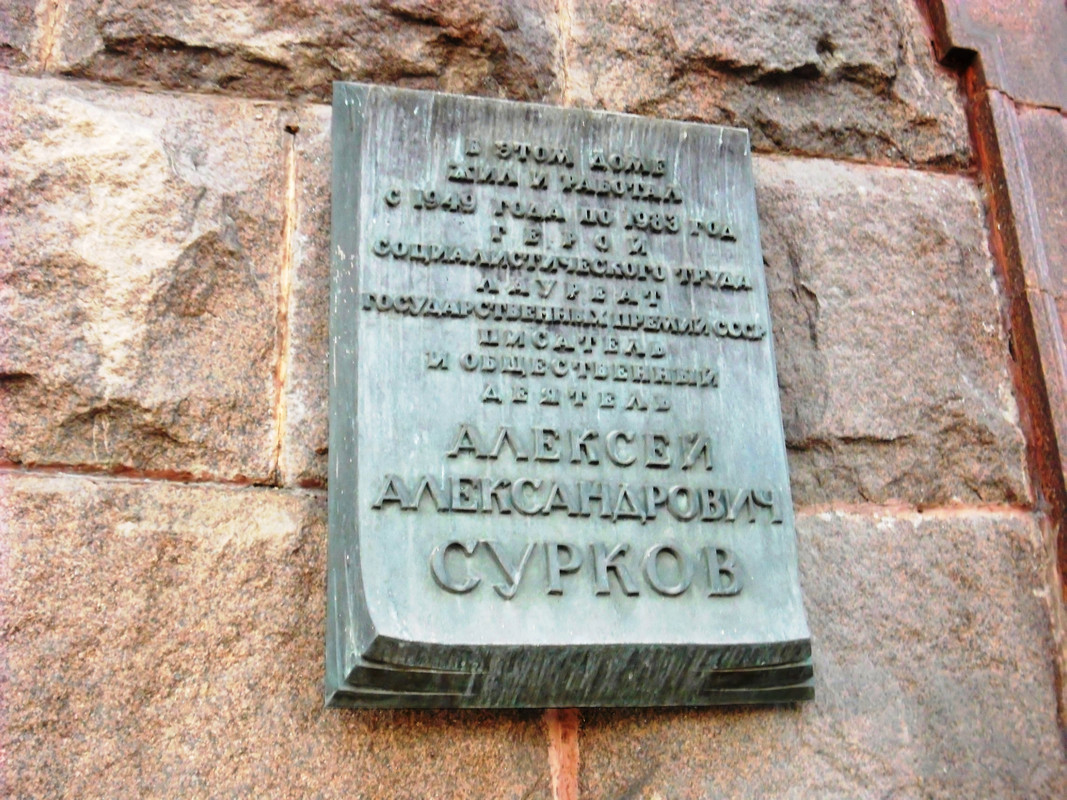 В ЭТОМ ДОМЕ
ЖИЛ И РАБОТАЛ
С 1949 ГОДА ПО 1983 ГОД
ГЕРОЙ
СОЦИАЛИСТИЧЕСКОГО ТРУДА
ЛАУРЕАТ
ГОСУДАРСТВЕННЫХ ПРЕМИЙ СССР
ПИСАТЕЛЬ
И ОБЩЕСТВЕННЫЙ
ДЕЯТЕЛЬ
АЛЕКСЕЙ
АЛЕКСАНДРОВИЧ
СУРКОВ